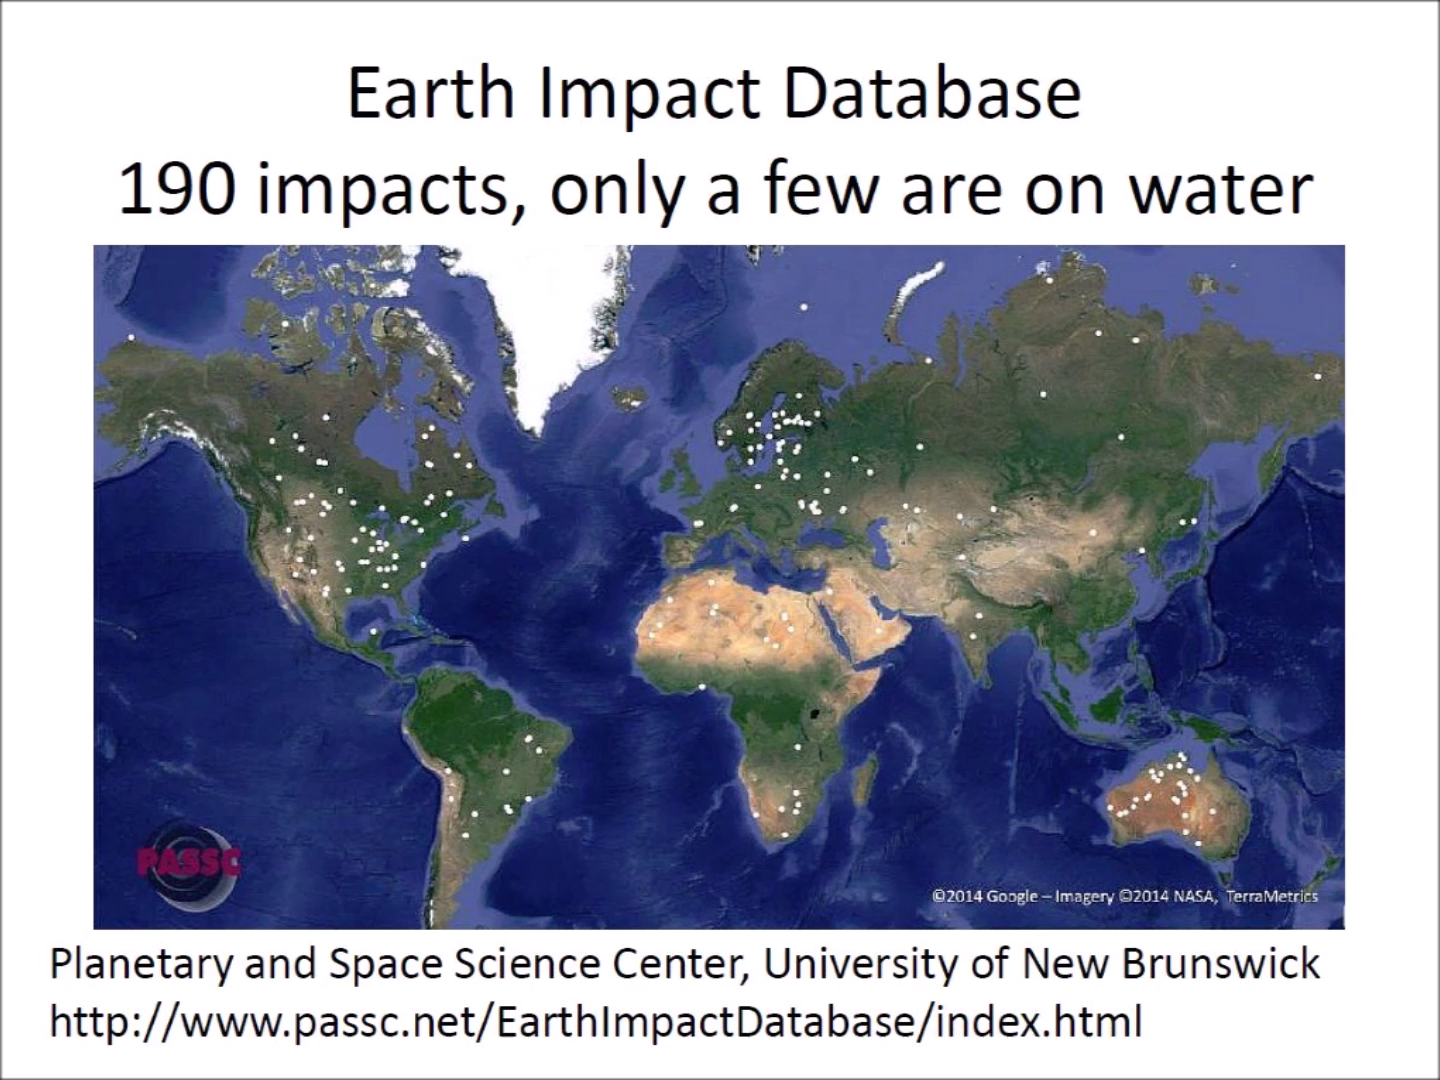 Earth Impact Database
190 impacts, only a few are on water
PASSC
©2014 Google – Imagery ©2014 NASA, TerraMetrics
Planetary and Space Science Center, University of New Brunswick
http://www.passc.net/EarthImpactDatabase/index.html